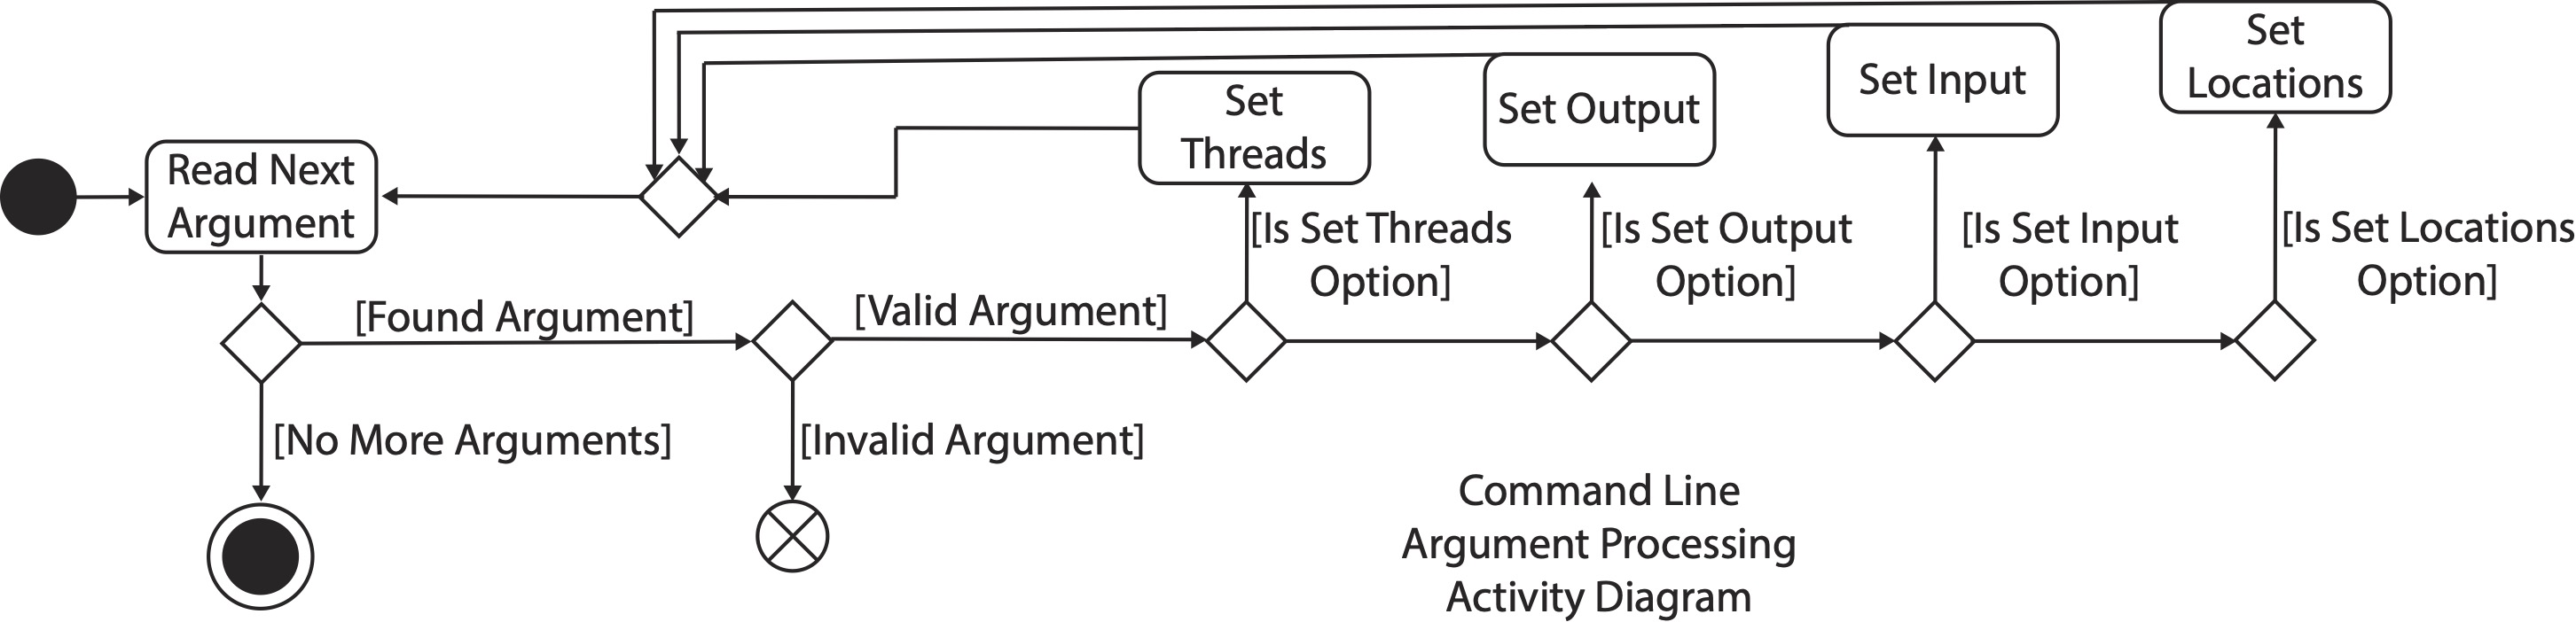 Set
Locations
Set Input
Set Output
Set
Threads
Read Next
Argument
[Is Set Threads
Option]
[Is Set Output
Option]
[Is Set Input
Option]
[Is Set Locations
Option]
[Found Argument]
[Valid Argument]
[No More Arguments]
[Invalid Argument]
Command Line
Argument Processing
Activity Diagram